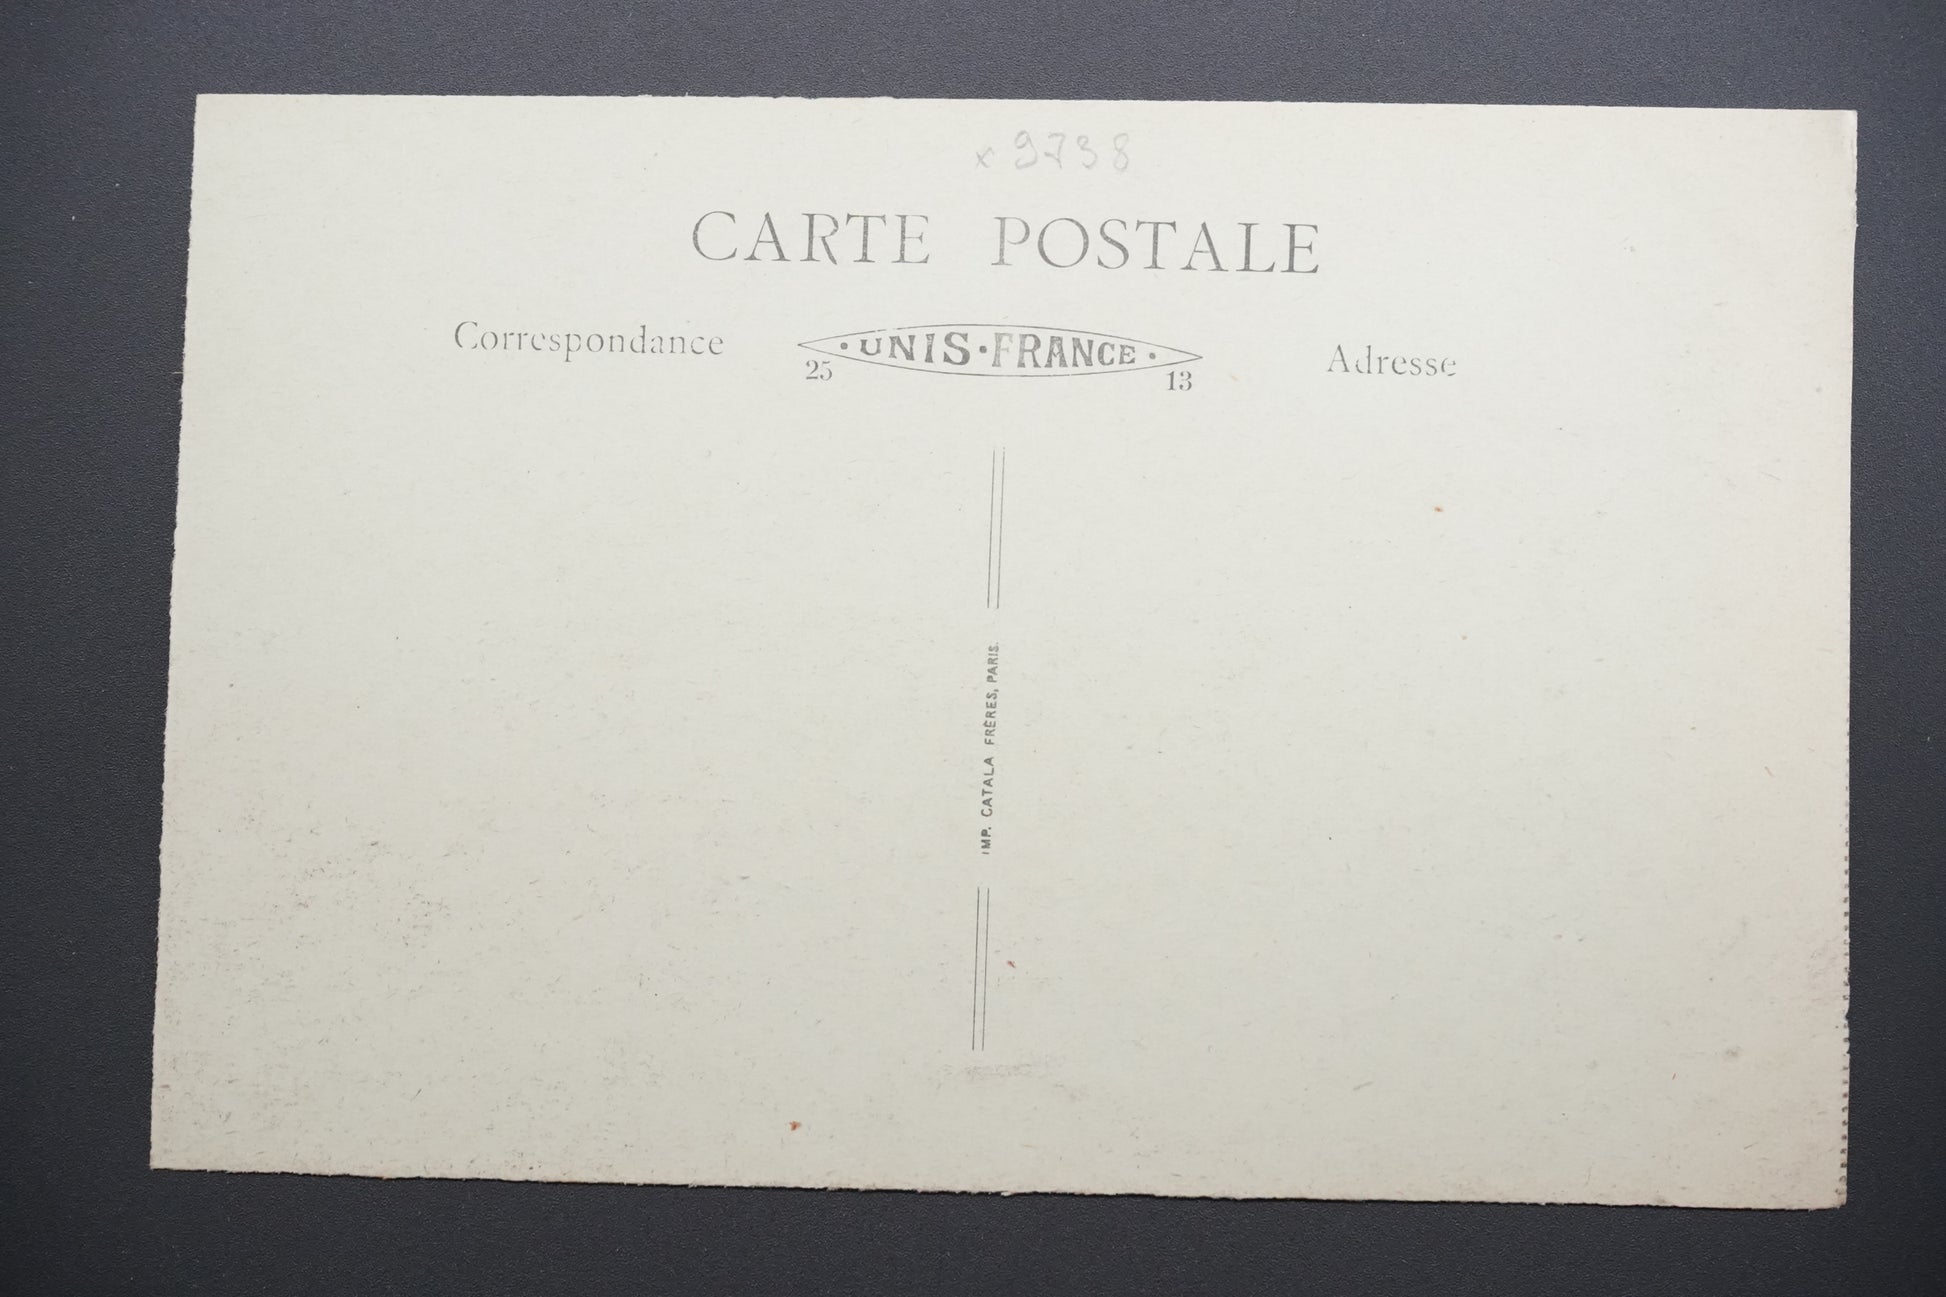 x 9738
CARTE POSTALE
Correspondance
· UNIS · FRANCE ·
25 13
Adresse
IMP. CATALA FRÈRES, PARIS.